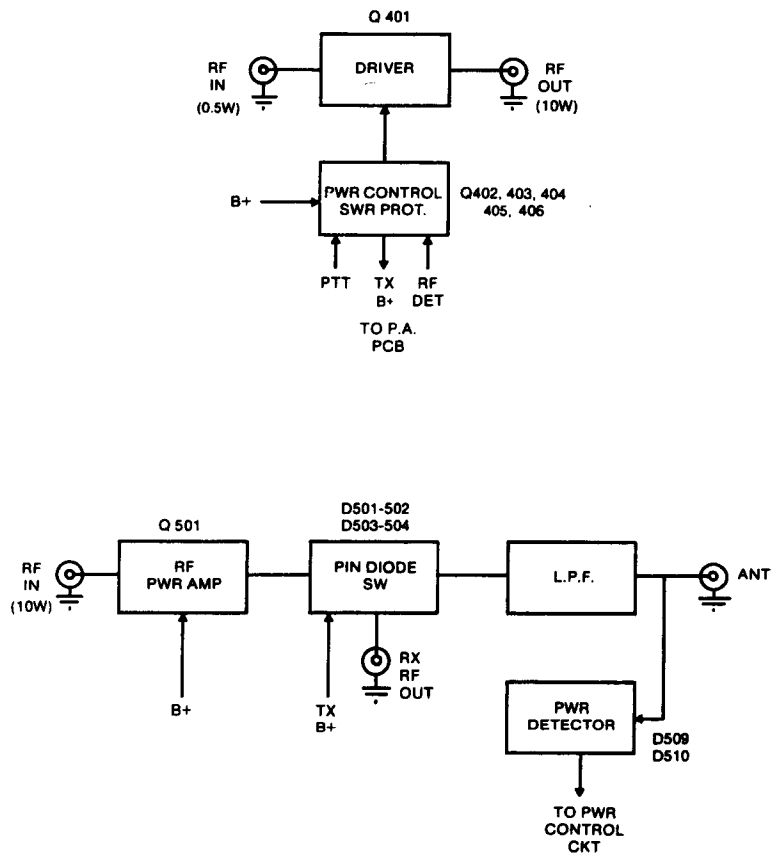 Q 401
RF
IN
(0.5W)
DRIVER
RF
OUT
(10W)
B+
PWR CONTROL
SWR PROT.
Q402, 403, 404
405, 406
PTT
TX
B+
RF
DET
TO P.A.
PCB
D501-502
D503-504
Q 501
RF
IN
(10W)
RF
PWR AMP
PIN DIODE
SW
L.P.F.
ANT
RX
RF
OUT
B+
TX
B+
PWR
DETECTOR
D509
D510
TO PWR
CONTROL
CKT